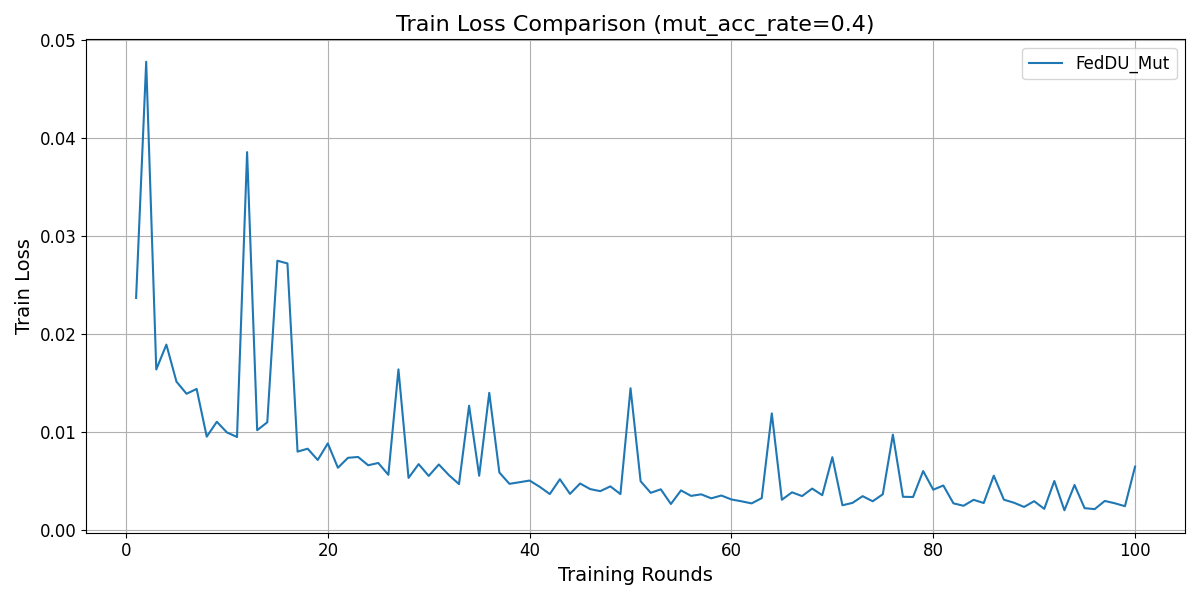 Train Loss Comparison (mut_acc_rate=0.4)
FedDU_Mut
Train Loss
0.05
0.04
0.03
0.02
0.01
0.00
0 20 40 60 80 100
Training Rounds